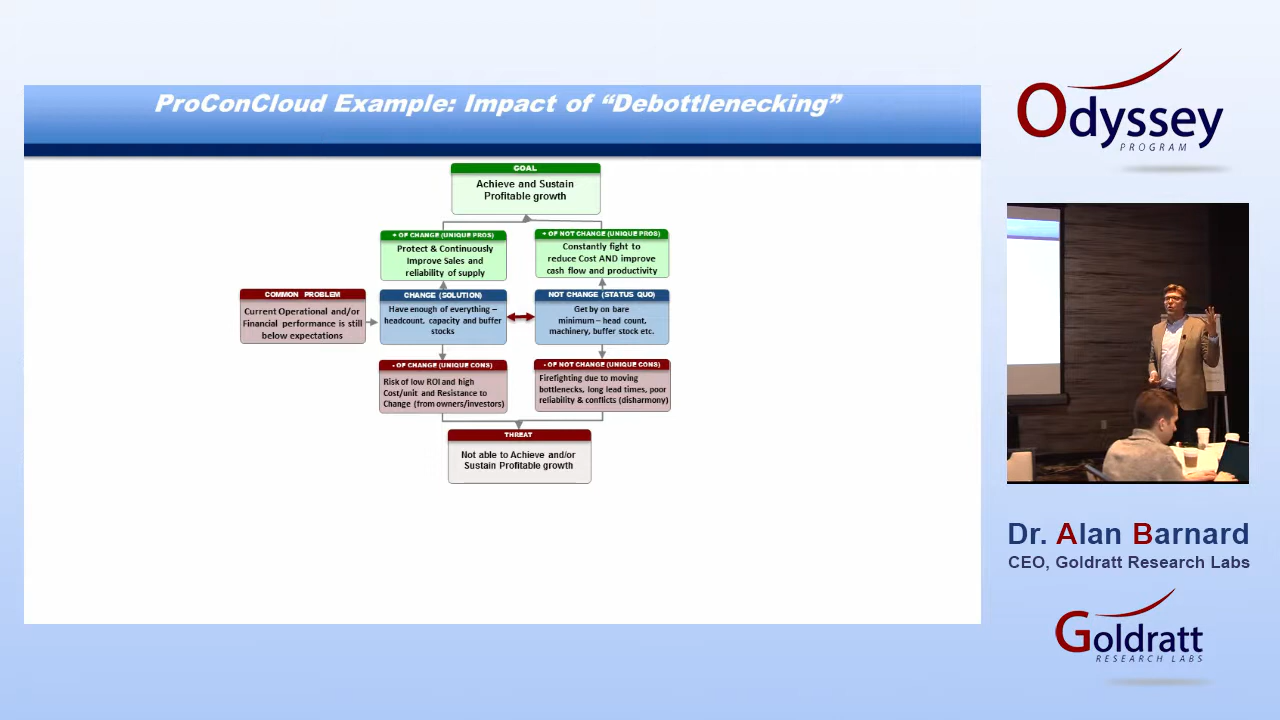 ProConCloud Example: Impact of “Debottlenecking”
GOAL
Achieve and Sustain
Profitable growth
+ OF CHANGE (UNIQUE PROS)
Protect & Continuously
Improve Sales and
reliability of supply
+ OF NOT CHANGE (UNIQUE PROS)
Constantly fight to
reduce Cost AND improve
cash flow and productivity
COMMON PROBLEM
Current Operational and/or
Financial performance is still
below expectations
CHANGE (SOLUTION)
Have enough of everything –
headcount, capacity and buffer
stocks
NOT CHANGE (STATUS QUO)
Get by on bare
minimum – head count,
machinery, buffer stock etc.
- OF CHANGE (UNIQUE CONS)
Risk of low ROI and high
Cost/unit and Resistance to
Change (from owners/investors)
- OF NOT CHANGE (UNIQUE CONS)
Firefighting due to moving
bottlenecks, long lead times, poor
reliability & conflicts (disharmony)
THREAT
Not able to Achieve and/or
Sustain Profitable growth
Odyssey
PROGRAM
Dr. Alan Barnard
CEO, Goldratt Research Labs
Goldratt
RESEARCH LABS